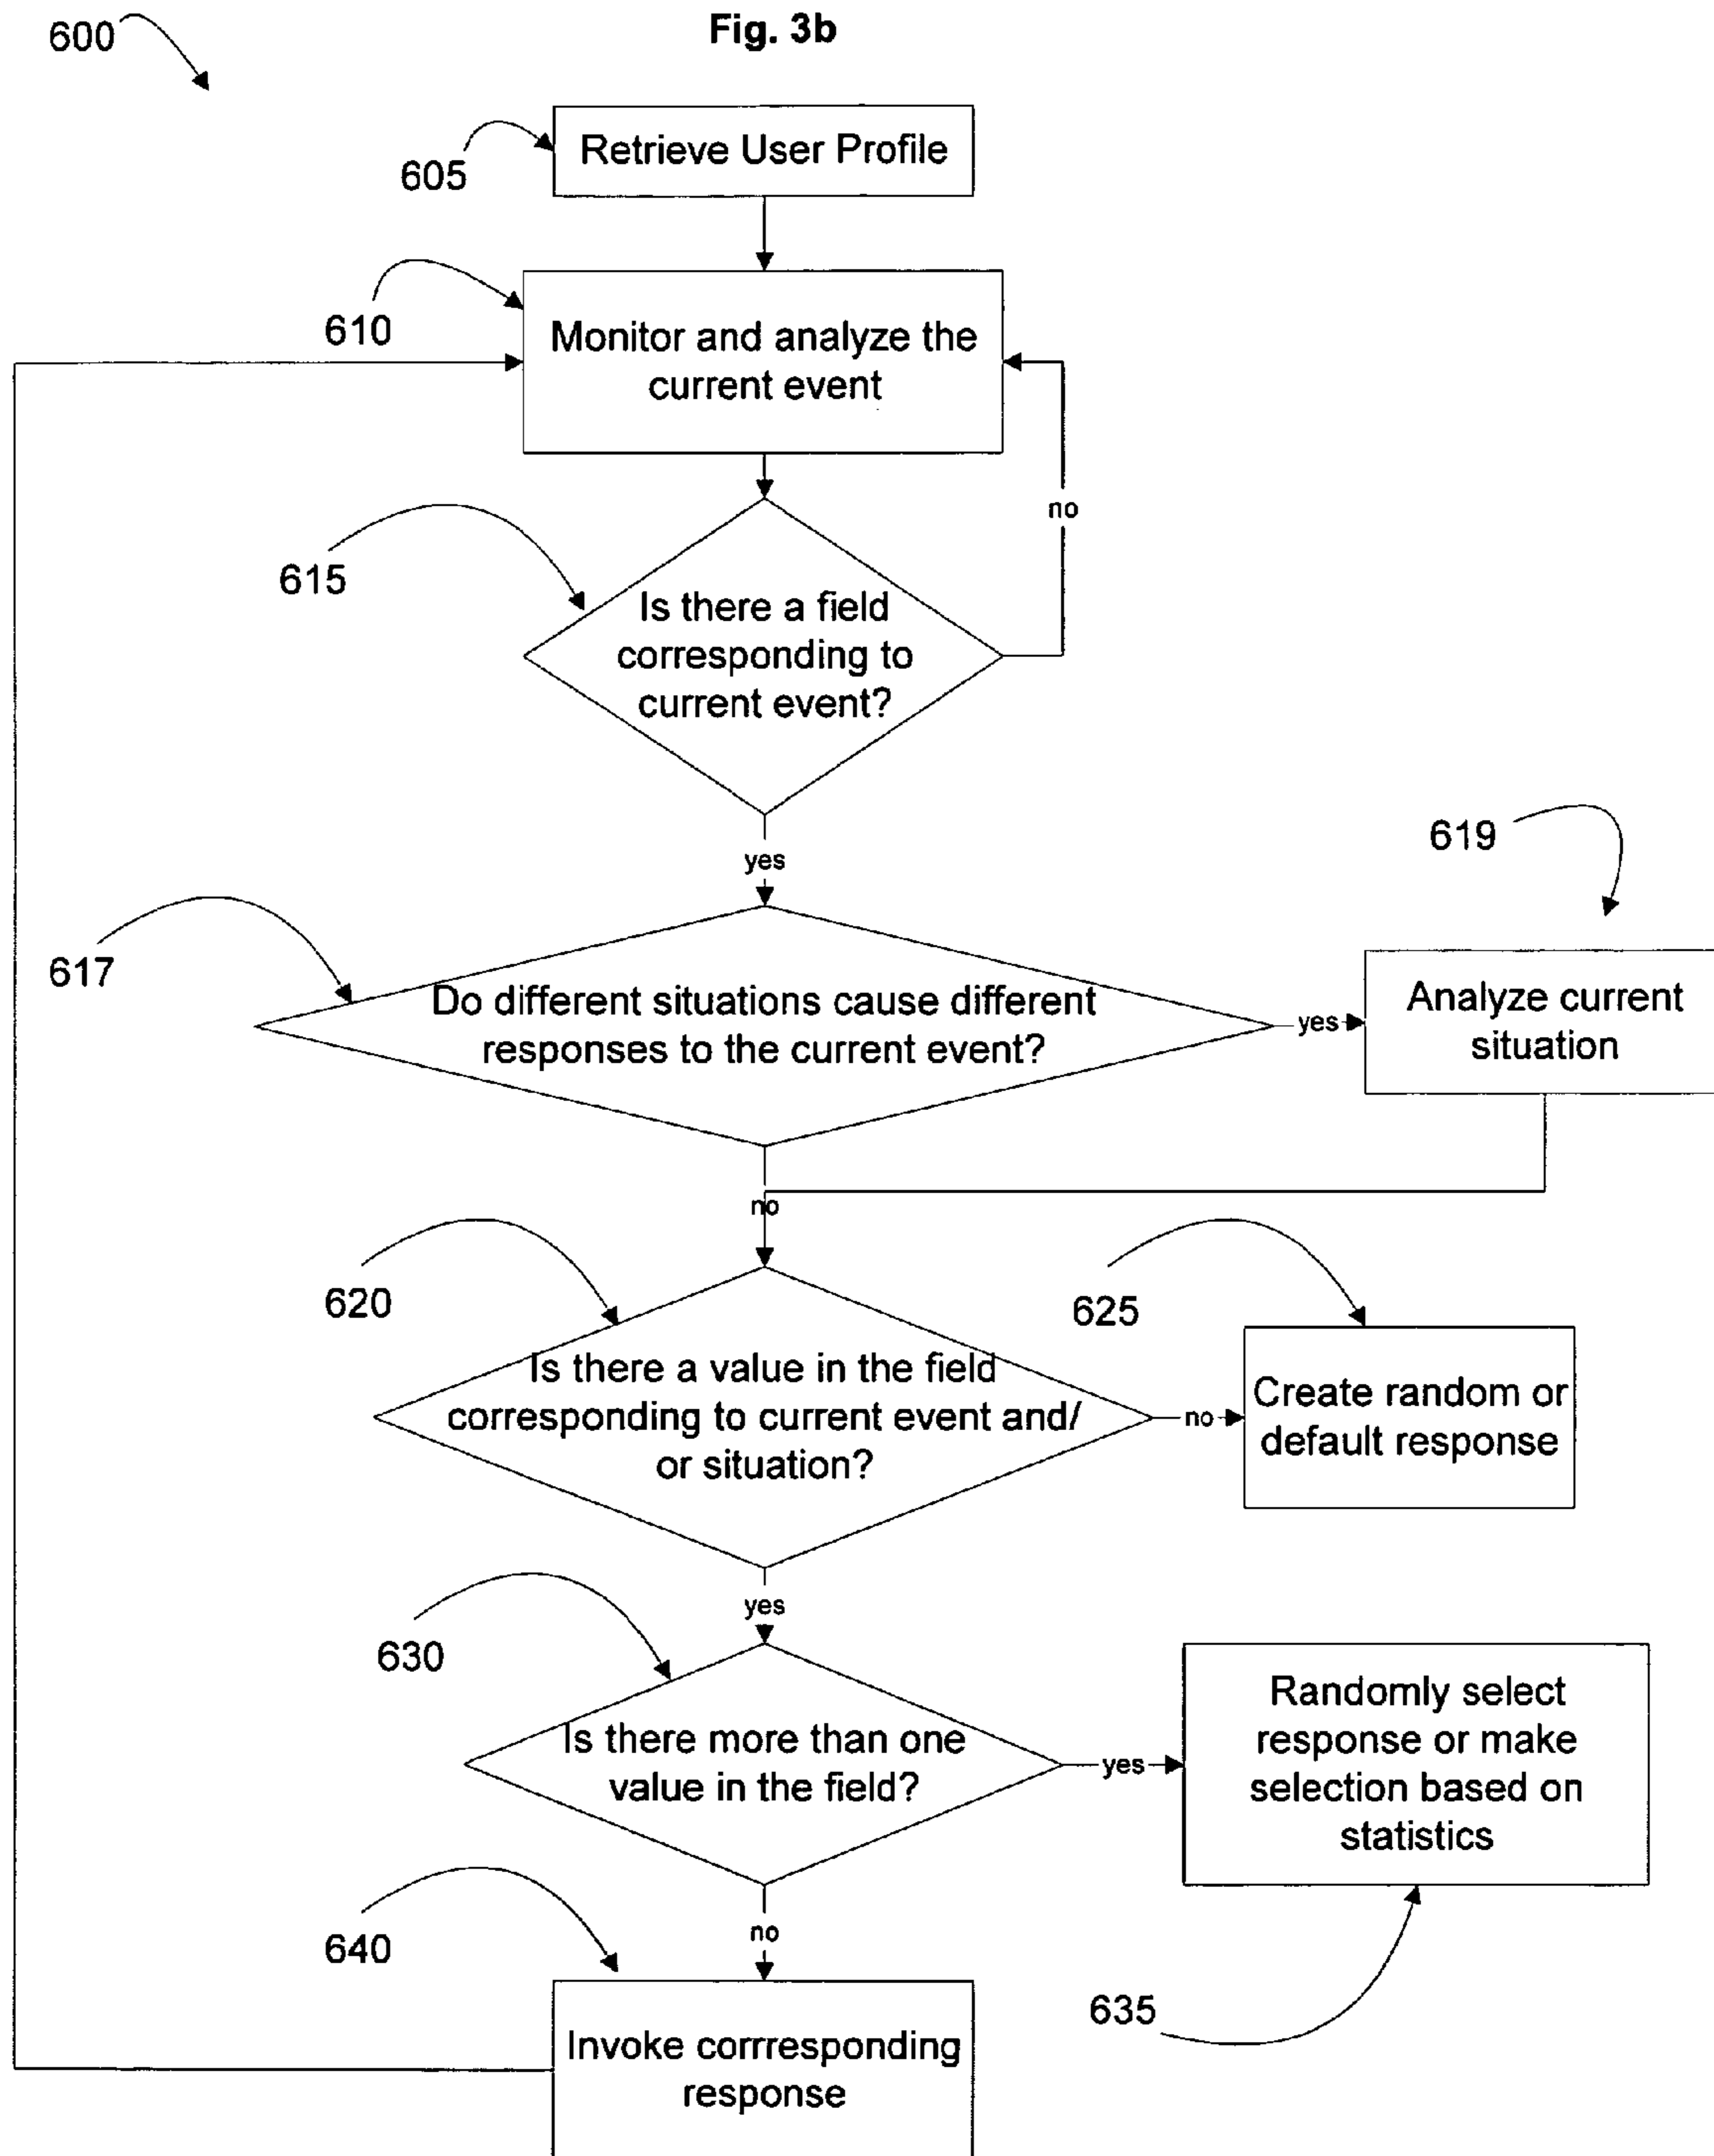 Fig. 3b
600
Retrieve User Profile
605
610
Monitor and analyze the
current event
no
615
Is there a field
corresponding to
current event?
yes
619
617
Do different situations cause different
responses to the current event?
yes
Analyze current
situation
no
620
625
Is there a value in the field
corresponding to current event and/
or situation?
no
Create random or
default response
yes
630
Is there more than one
value in the field?
yes
Randomly select
response or make
selection based on
statistics
no
640
635
Invoke corrresponding
response